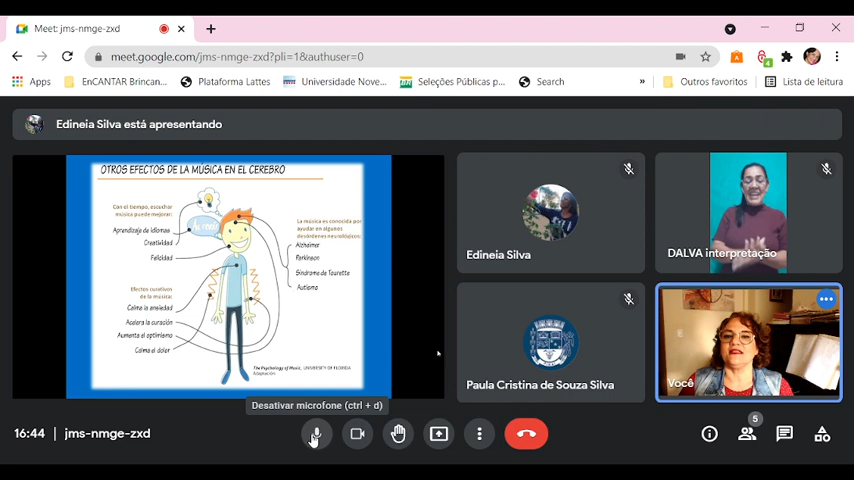 Meet: jms-nmge-zxd
meet.google.com/jms-nmge-zxd?pli=1&authuser=0
4
Apps
EnCANTAR Brincan...
Plataforma Lattes
Universidade Nove...
Seleções Públicas p...
Search
»
Outros favoritos
Lista de leitura
Edineia Silva está apresentando
OTROS EFECTOS DE LA MÚSICA EN EL CEREBRO
Con el tiempo, escuchar
música puede mejorar:
Aprendizaje de idiomas
Creatividad
Felicidad
La música es conocida por
ayudar en algunos
desórdenes neurológicos:
Alzheimer
Parkinson
Síndrome de Tourette
Autismo
Efectos curativos
de la música:
Calma la ansiedad
Acelera la curación
Aumenta el optimismo
Calma el dolor
The Psychology of Music, UNIVERSITY OF FLORIDA
Edineia Silva
DALVA interpretação
Paula Cristina de Souza Silva
Você
Desativar microfone (ctrl + d)
16:44 | jms-nmge-zxd
5